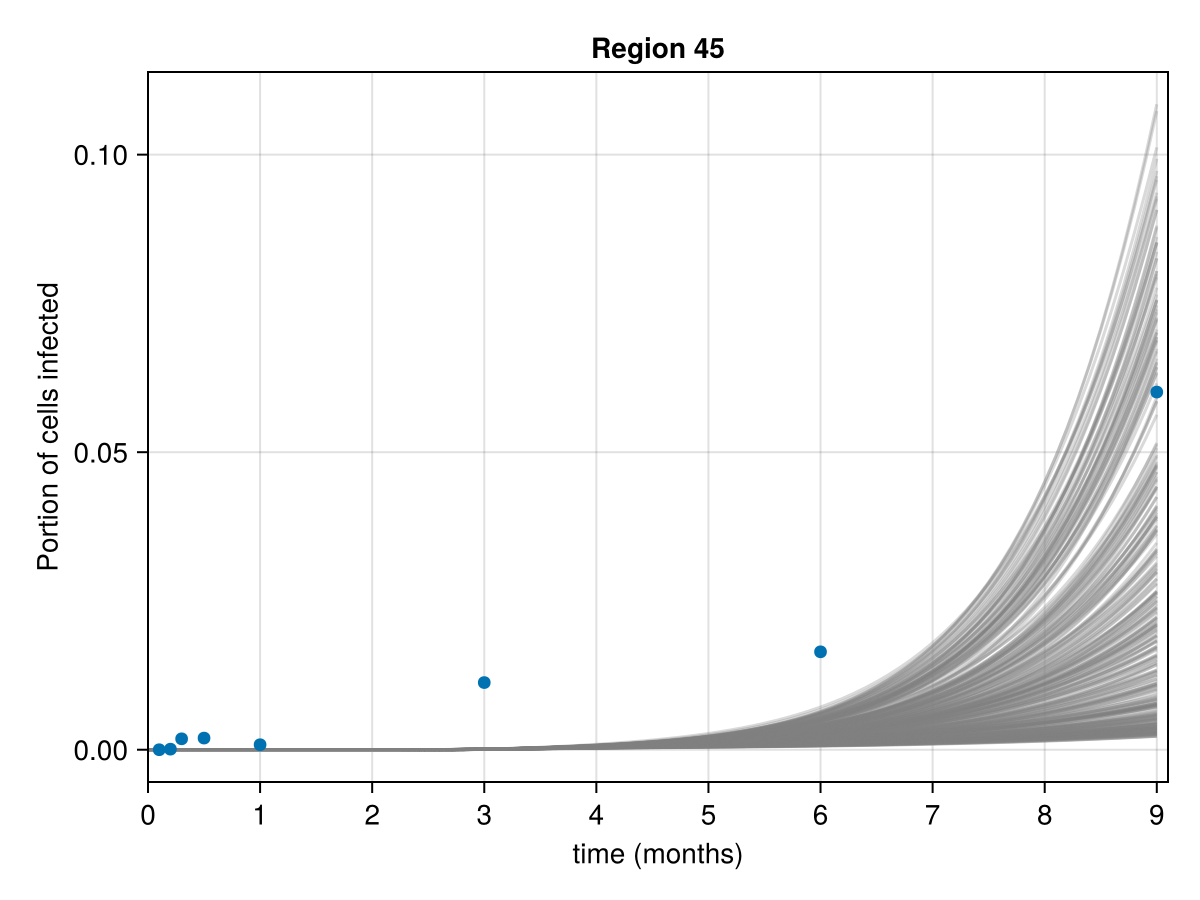 Region 45
0.10
0.05
0.00
Portion of cells infected
0 1 2 3 4 5 6 7 8 9
time (months)